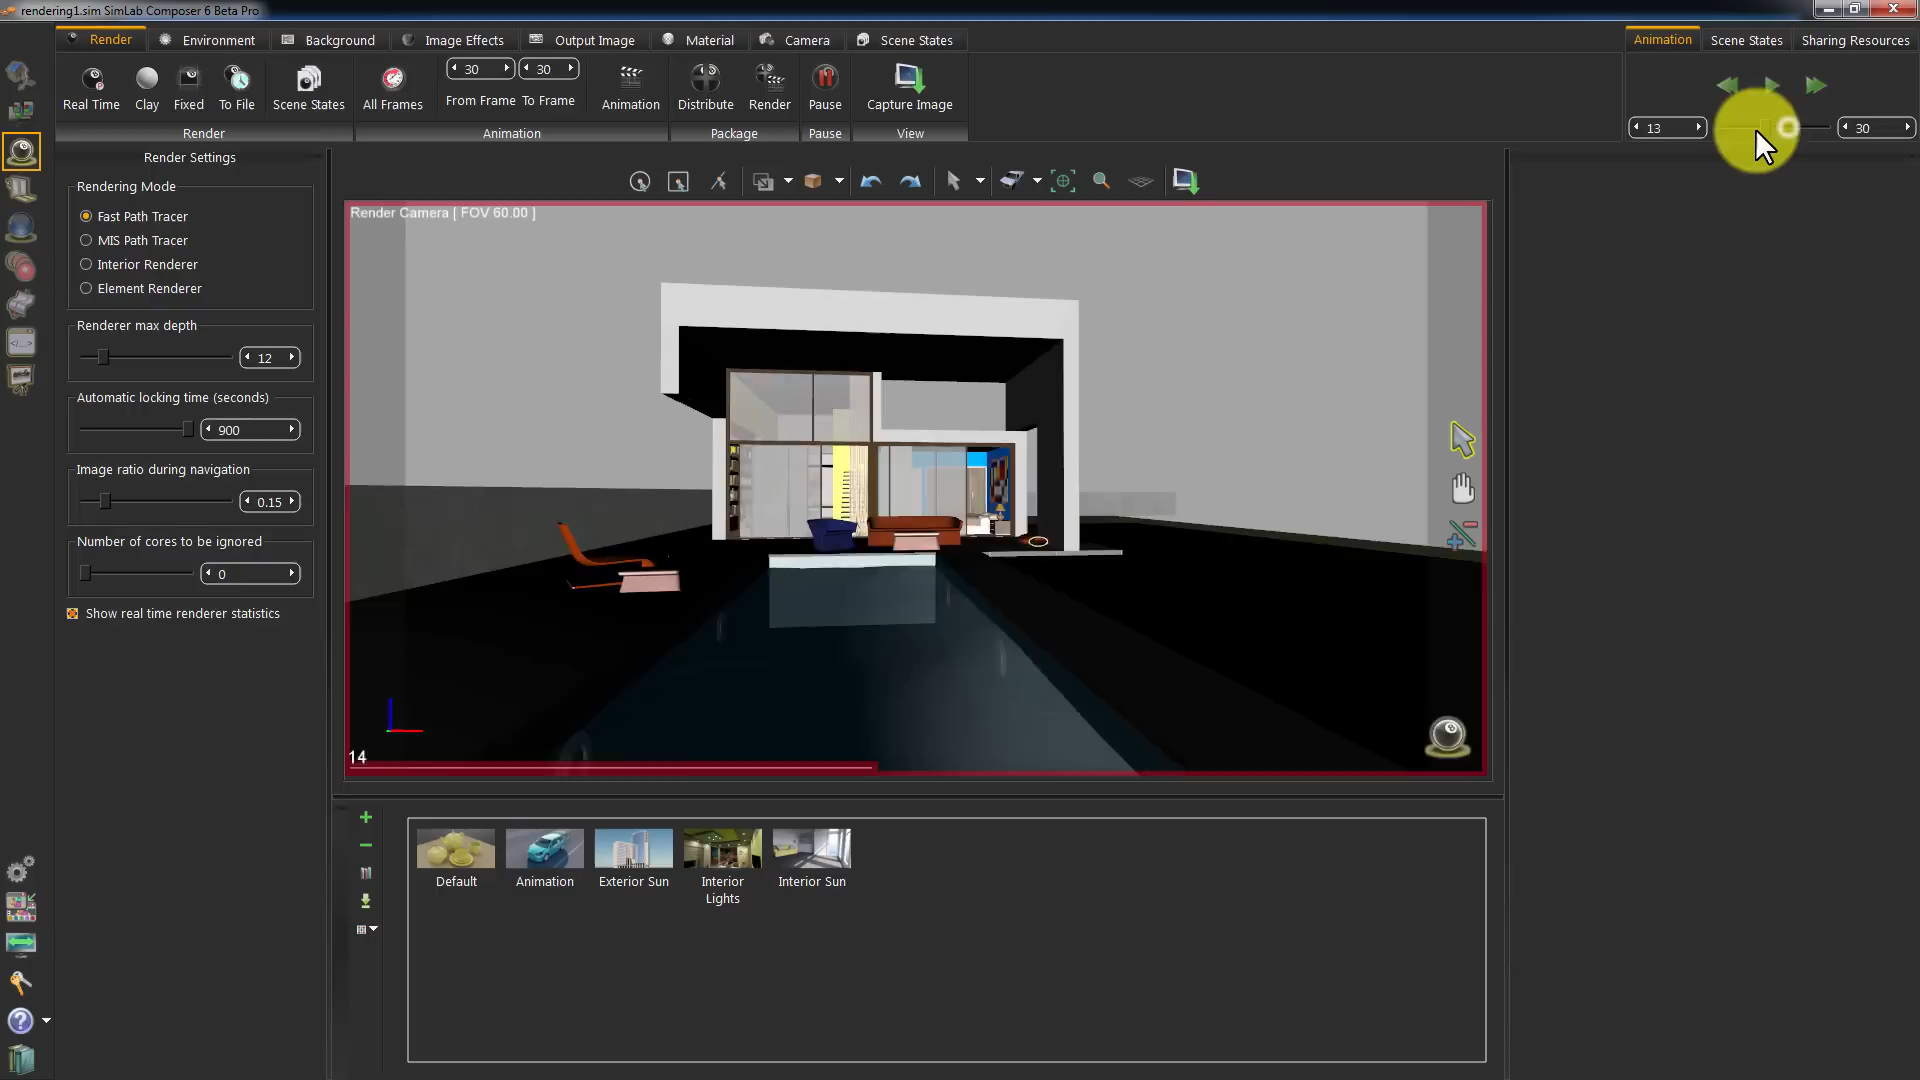 rendering1.sim SimLab Composer 6 Beta Pro
Render Environment Background Image Effects Output Image Material Camera Scene States
Animation Scene States Sharing Resources
30 30
Real Time Clay Fixed To File Scene States All Frames From Frame To Frame Animation Distribute Render Pause Capture Image
Render Animation Package Pause View
13 30
Render Settings
Rendering Mode
Fast Path Tracer
MIS Path Tracer
Interior Renderer
Element Renderer
Renderer max depth
12
Automatic locking time (seconds)
900
Image ratio during navigation
0.15
Number of cores to be ignored
0
Show real time renderer statistics
Render Camera [ FOV 60.00 ]
14
Default Animation Exterior Sun Interior Lights Interior Sun